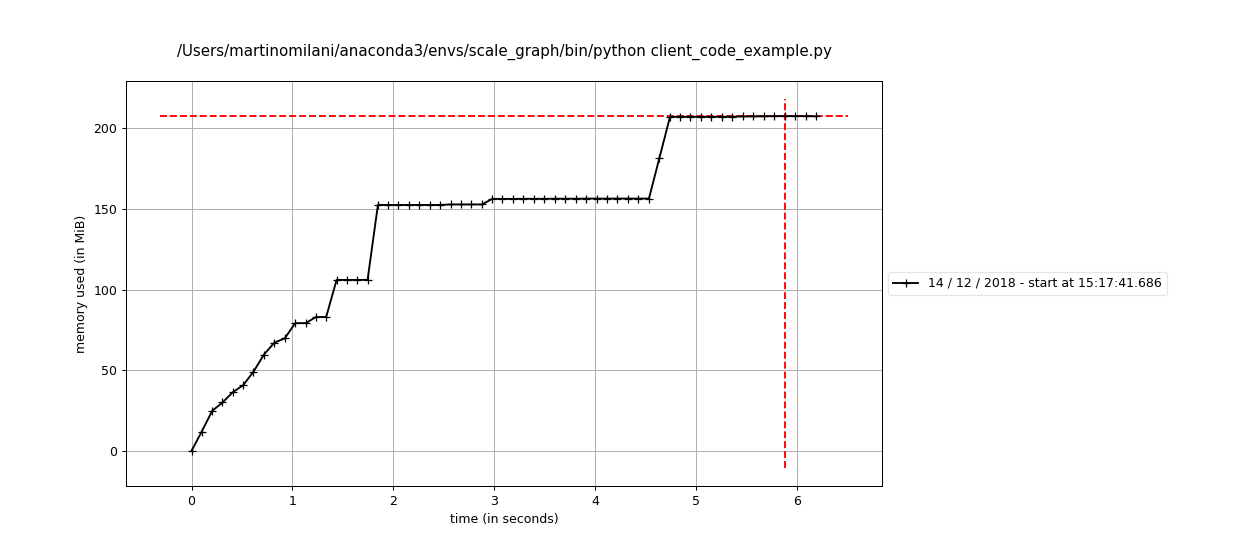 /Users/martinomilani/anaconda3/envs/scale_graph/bin/python client_code_example.py
200
150
100
50
0
memory used (in MiB)
0 1 2 3 4 5 6
time (in seconds)
14 / 12 / 2018 - start at 15:17:41.686